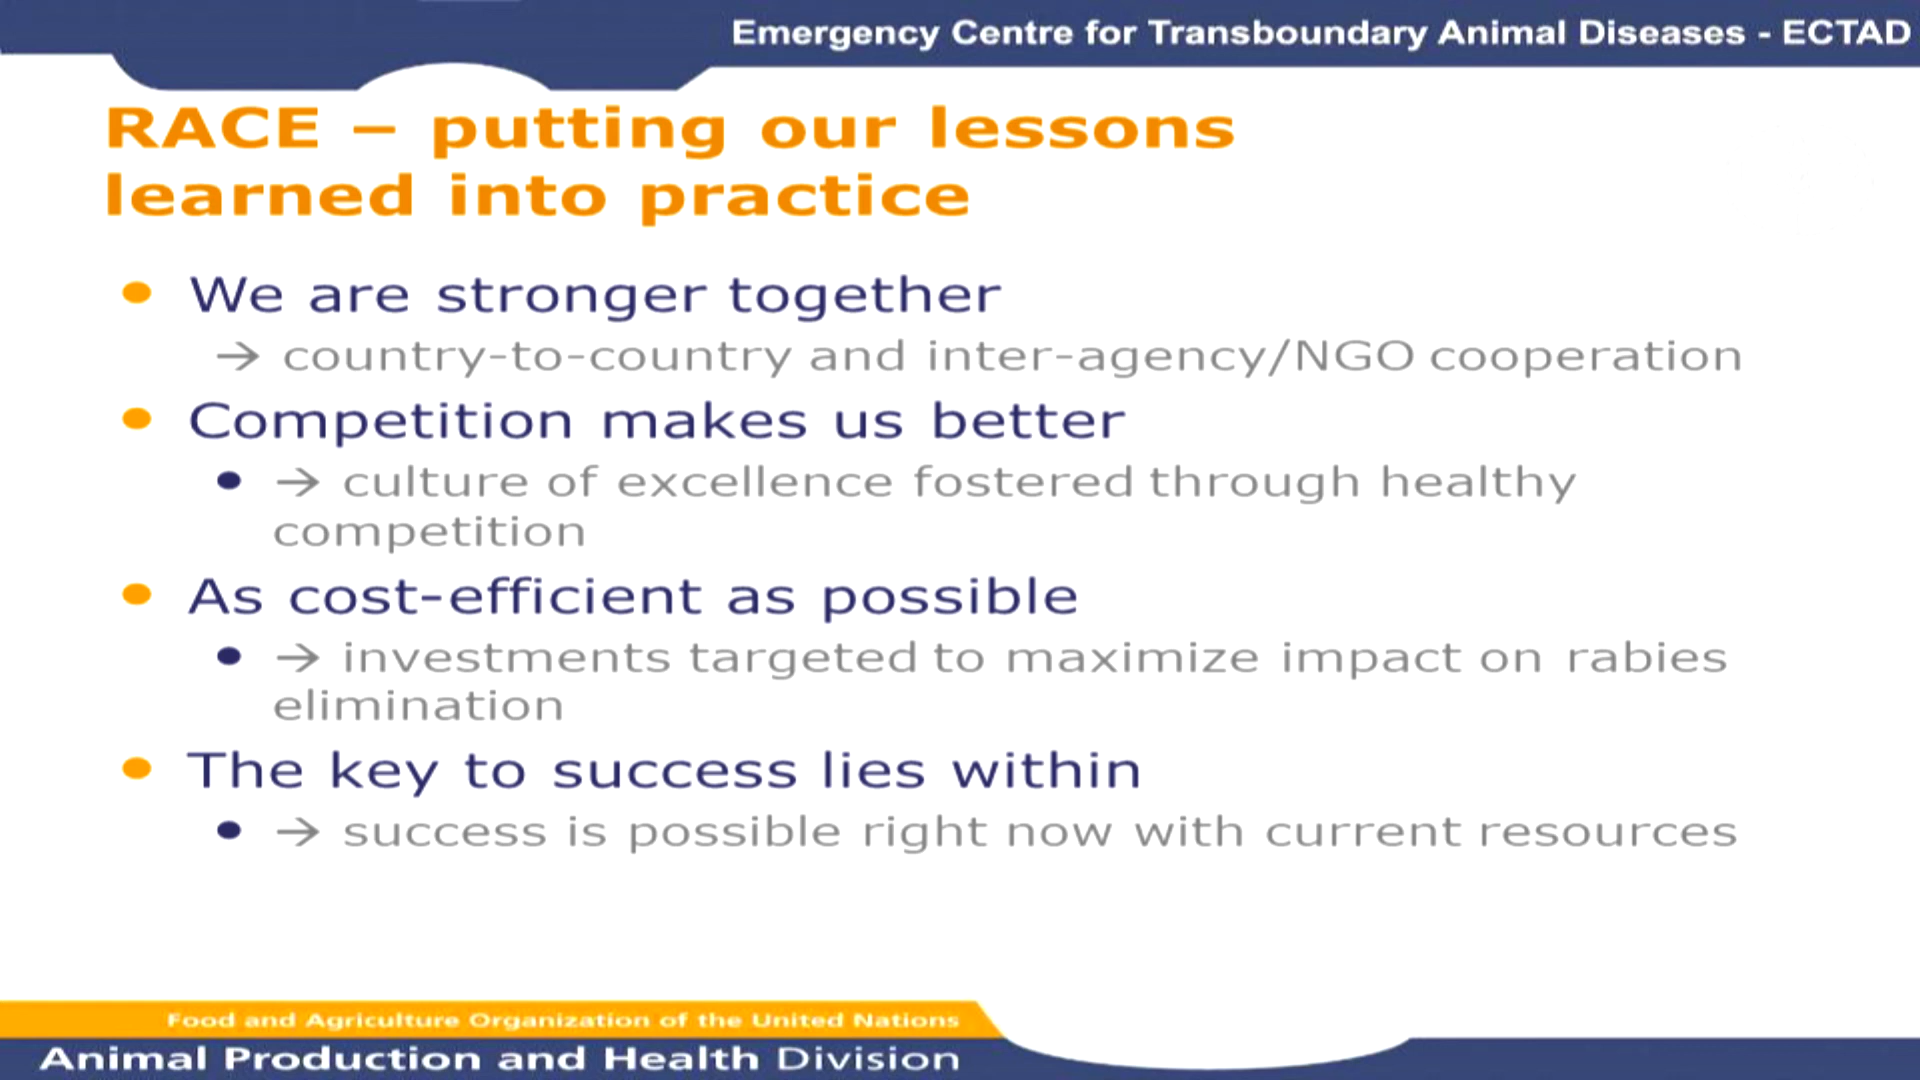 Emergency Centre for Transboundary Animal Diseases - ECTAD
RACE – putting our lessons
learned into practice
• We are stronger together
→ country-to-country and inter-agency/NGO cooperation
• Competition makes us better
• → culture of excellence fostered through healthy
competition
• As cost-efficient as possible
• → investments targeted to maximize impact on rabies
elimination
• The key to success lies within
• → success is possible right now with current resources
Food and Agriculture Organization of the United Nations
Animal Production and Health Division